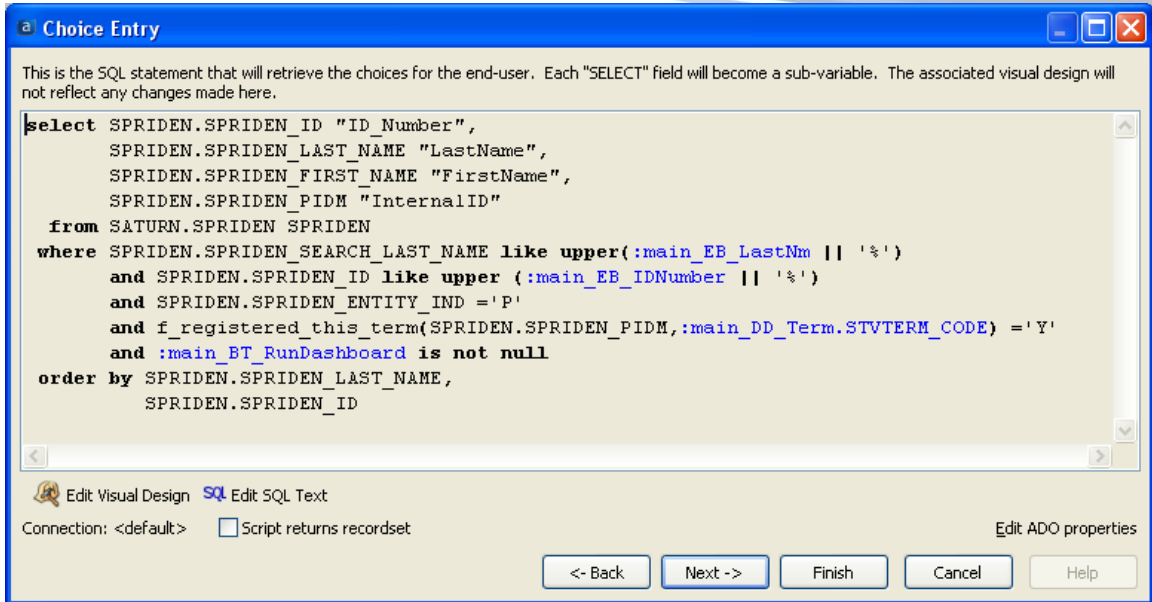 Choice Entry
This is the SQL statement that will retrieve the choices for the end-user. Each "SELECT" field will become a sub-variable. The associated visual design will
not reflect any changes made here.
select SPRIDEN.SPRIDEN_ID "ID_Number",
SPRIDEN.SPRIDEN_LAST_NAME "LastName",
SPRIDEN.SPRIDEN_FIRST_NAME "FirstName",
SPRIDEN.SPRIDEN_PIDM "InternalID"
from SATURN.SPRIDEN SPRIDEN
where SPRIDEN.SPRIDEN_SEARCH_LAST_NAME like upper(:main_EB_LastNm || '%')
and SPRIDEN.SPRIDEN_ID like upper (:main_EB_IDNumber || '%')
and SPRIDEN.SPRIDEN_ENTITY_IND ='P'
and f_registered_this_term(SPRIDEN.SPRIDEN_PIDM,:main_DD_Term.STVTERM_CODE) ='Y'
and :main_BT_RunDashboard is not null
order by SPRIDEN.SPRIDEN_LAST_NAME,
SPRIDEN.SPRIDEN_ID
Edit Visual Design SQL Edit SQL Text
Connection: <default> Script returns recordset Edit ADO properties
<- Back Next -> Finish Cancel Help